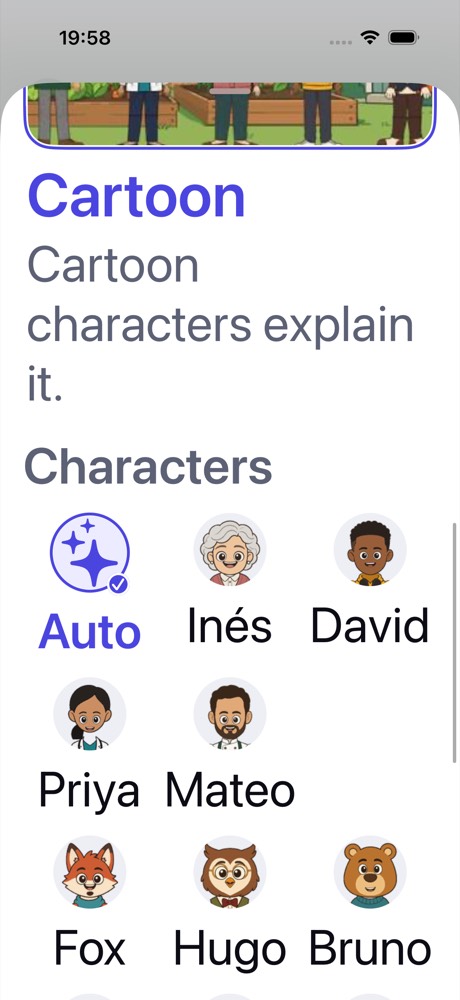 19:58
Cartoon
Cartoon
characters explain
it.
Characters
Auto
Inés
David
Priya
Mateo
Fox
Hugo
Bruno